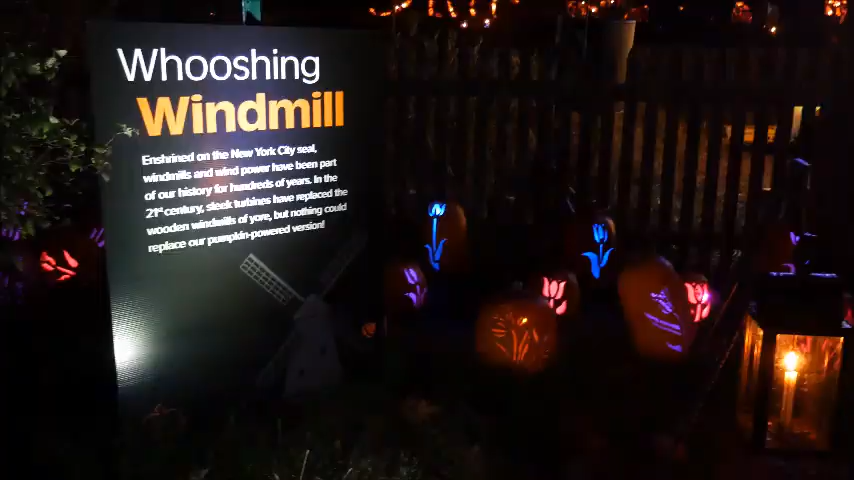 Whooshing
Windmill
Enshrined on the New York City seal,
windmills and wind power have been part
of our history for hundreds of years. In the
21st century, sleek turbines have replaced the
wooden windmills of yore, but nothing could
replace our pumpkin-powered version!